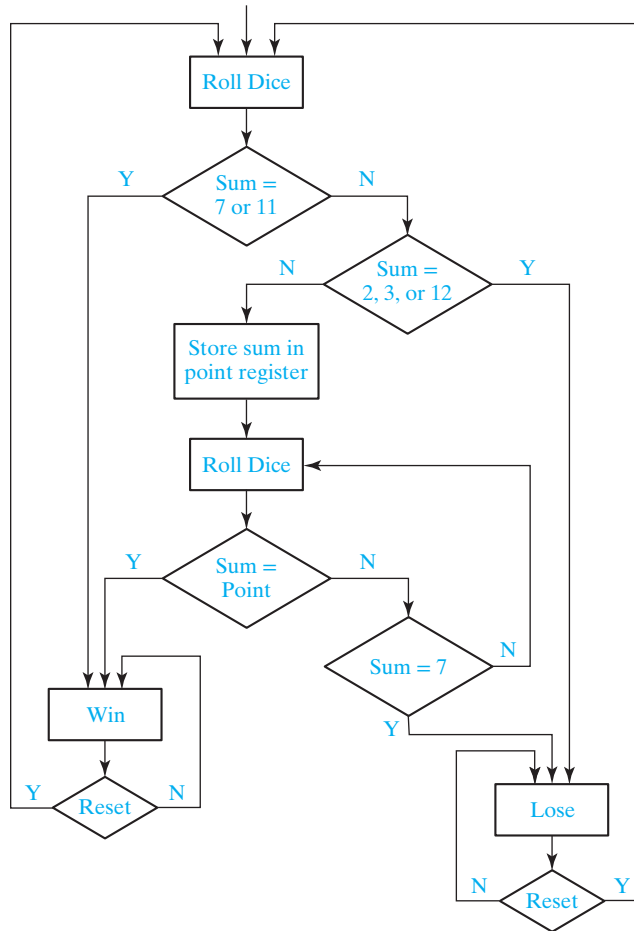 Roll Dice
Y
Sum =
7 or 11
N
N
Sum =
2, 3, or 12
Y
Store sum in
point register
Roll Dice
Y
Sum =
Point
N
Sum = 7
N
Y
Win
Y
Reset
N
Lose
N
Reset
Y